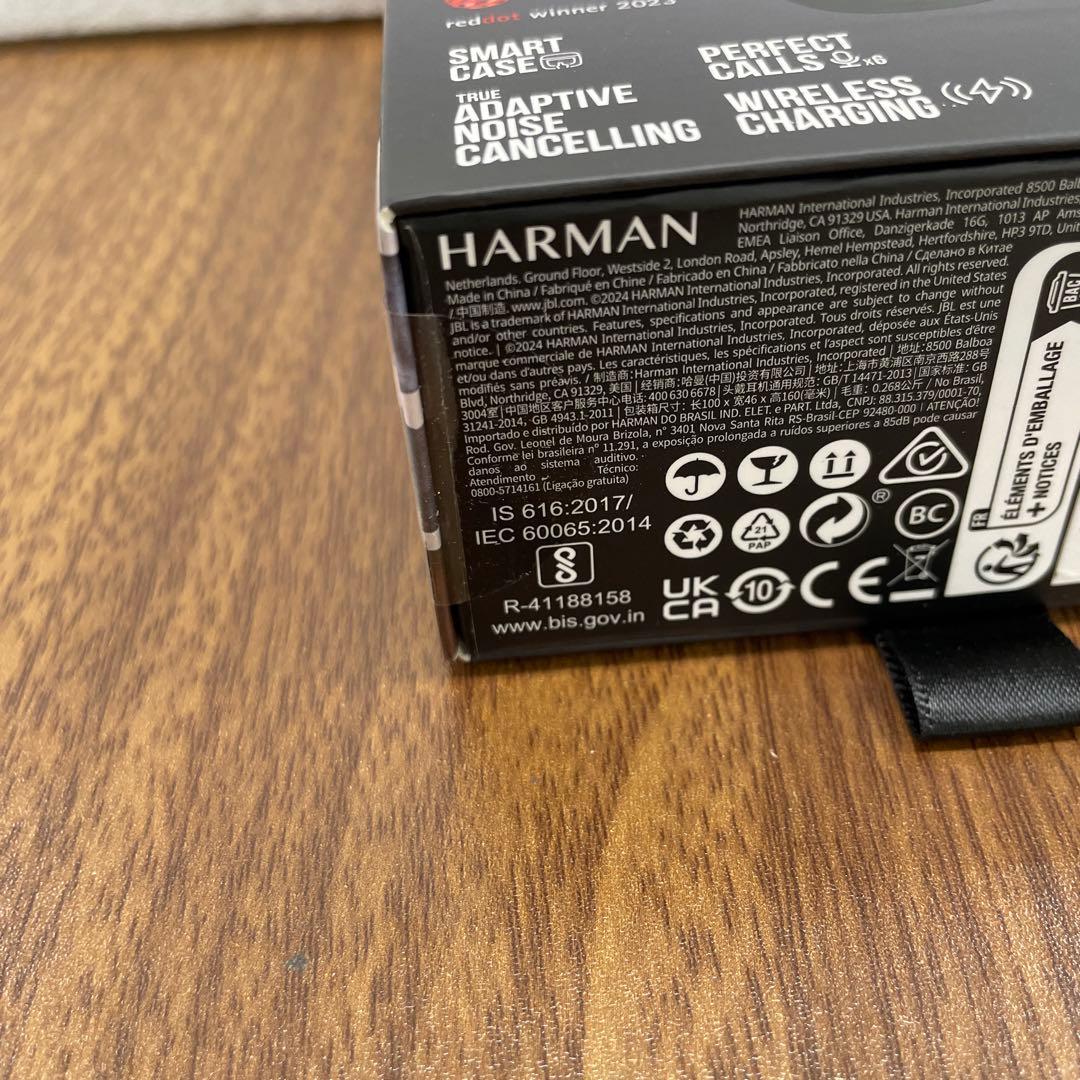 reddot winner 2023
SMART
CASE
PERFECT
CALLS x6
TRUE
ADAPTIVE
NOISE
CANCELLING
WIRELESS
CHARGING
HARMAN
HARMAN International Industries, Incorporated 8500
Northridge, CA 91329 USA. Harman International Industries
EMEA Liaison Office, Danzigerkade 16G, 1013 AP
Netherlands. Ground Floor, Westside 2, London Road, Apsley, Hemel Hempstead, Hertfordshire, HP3 9TD,
Made in China / Fabriqué en Chine / Fabricado en China / Fabbricato nella China / Сделано в Китае
/ 中国制造. www.jbl.com. ©2024 HARMAN International Industries, Incorporated. All rights reserved.
JBL is a trademark of HARMAN International Industries, Incorporated, registered in the United States
and/or other countries. Features, specifications and appearance are subject to change without
notice. | ©2024 HARMAN International Industries, Incorporated. Tous droits réservés. JBL est une
marque commerciale de HARMAN International Industries, Incorporated, déposée aux États-Unis
et/ou dans d'autres pays. Les caractéristiques, les spécifications et l'aspect sont susceptibles d'être
modifiés sans préavis. / 制造商:Harman International Industries, Incorporated | 地址:8500 Balboa
Blvd, Northridge, CA 91329, 美国 | 经销商:哈曼(中国)投资有限公司 | 地址:上海市黄浦区南京西路288号
3004室|中国地区客户服务中心电话: 400 630 6678 | 头戴耳机通用规范: GB/T 14471-2013 | 国家标准: GB
31241-2014, GB 4943.1-2011 | 包装箱尺寸: 长100 x 宽46 x 高160(毫米) / 毛重: 0.268公斤 / No Brasil,
Importado e distribuído por HARMAN DO BRASIL IND. ELET. e PART. Ltda, CNPJ: 88.315.379/0001-70,
Rod. Gov. Leonel de Moura Brizola, n° 3401 Nova Santa Rita RS-Brasil-CEP 92480-000 | ATENÇÃO!
Conforme lei brasileira n° 11.291, a exposição prolongada a ruídos superiores a 85dB pode causar
danos ao sistema auditivo.
Atendimento Técnico:
0800-5714161 (Ligação gratuita)
IS 616:2017/
IEC 60065:2014
R-41188158
www.bis.gov.in
21
PAP
®
BC
UK
CA
10
CE
FR
ÉLÉMENTS D'EMBALLAGE
+ NOTICES
BAC